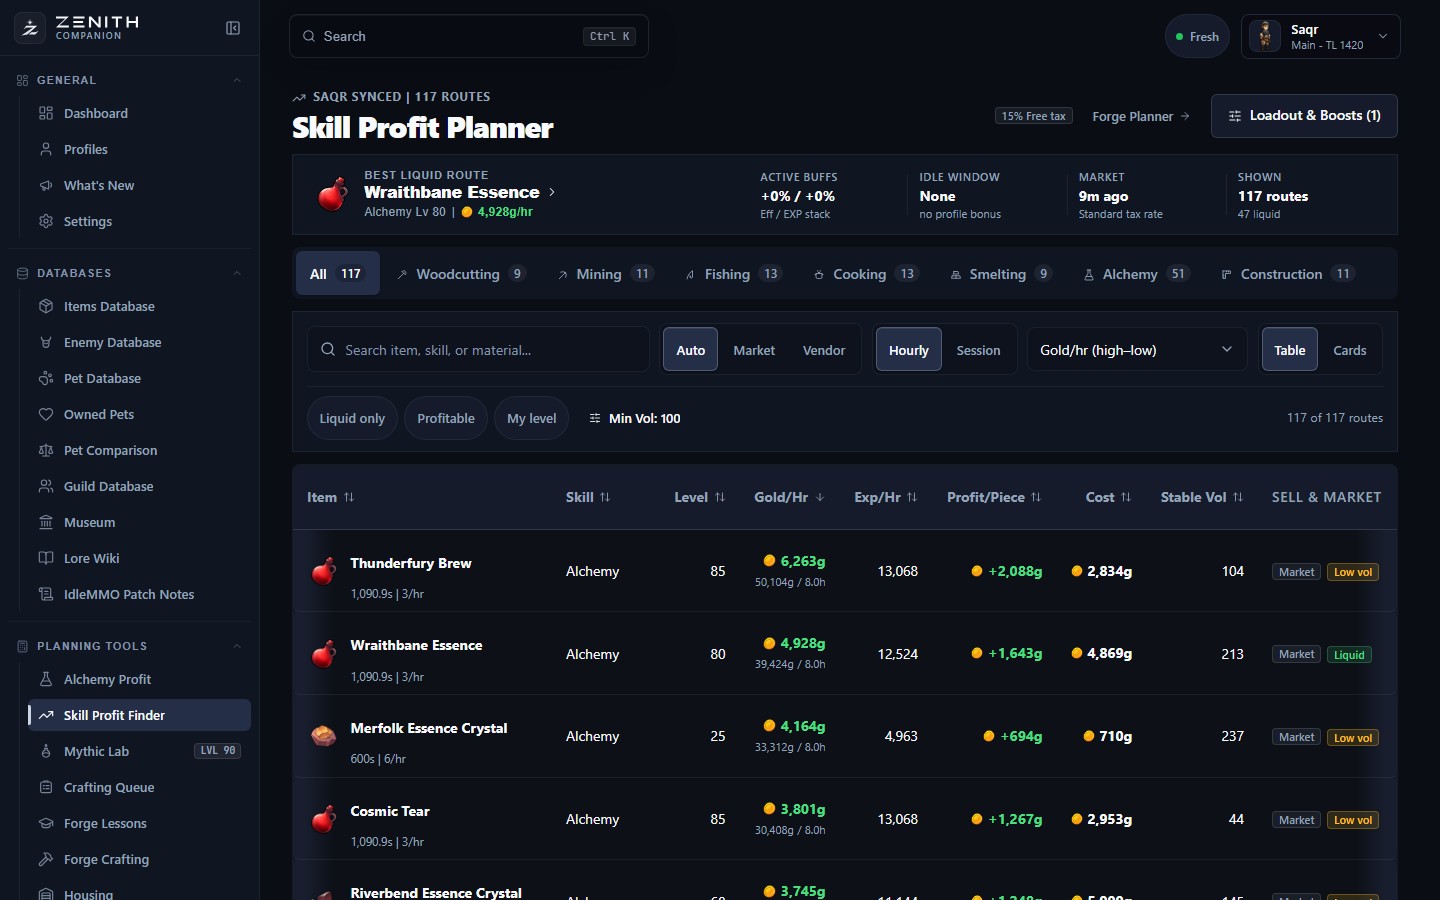 ZENITH
COMPANION
Search
Ctrl K
Fresh
Saqr
Main - TL 1420
GENERAL
Dashboard
Profiles
What's New
Settings
DATABASES
Items Database
Enemy Database
Pet Database
Owned Pets
Pet Comparison
Guild Database
Museum
Lore Wiki
IdleMMO Patch Notes
PLANNING TOOLS
Alchemy Profit
Skill Profit Finder
Mythic Lab LVL 90
Crafting Queue
Forge Lessons
Forge Crafting
Housing
SAQR SYNCED | 117 ROUTES
Skill Profit Planner
15% Free tax
Forge Planner →
Loadout & Boosts (1)
BEST LIQUID ROUTE
Wraithbane Essence
Alchemy Lv 80 | 4,928g/hr
ACTIVE BUFFS
+0% / +0%
Eff / EXP stack
IDLE WINDOW
None
no profile bonus
MARKET
9m ago
Standard tax rate
SHOWN
117 routes
47 liquid
All 117 Woodcutting 9 Mining 11 Fishing 13 Cooking 13 Smelting 9 Alchemy 51 Construction 11
Search item, skill, or material... Auto Market Vendor Hourly Session Gold/hr (high–low) Table Cards
Liquid only Profitable My level Min Vol: 100 117 of 117 routes
Item Skill Level Gold/Hr ↓ Exp/Hr Profit/Piece Cost Stable Vol SELL & MARKET
Thunderfury Brew
1,090.9s | 3/hr
Alchemy 85 6,263g
50,104g / 8.0h
13,068 +2,088g 2,834g 104 Market Low vol
Wraithbane Essence
1,090.9s | 3/hr
Alchemy 80 4,928g
39,424g / 8.0h
12,524 +1,643g 4,869g 213 Market Liquid
Merfolk Essence Crystal
600s | 6/hr
Alchemy 25 4,164g
33,312g / 8.0h
4,963 +694g 710g 237 Market Low vol
Cosmic Tear
1,090.9s | 3/hr
Alchemy 85 3,801g
30,408g / 8.0h
13,068 +1,267g 2,953g 44 Market Low vol
Riverbend Essence Crystal
3,745g